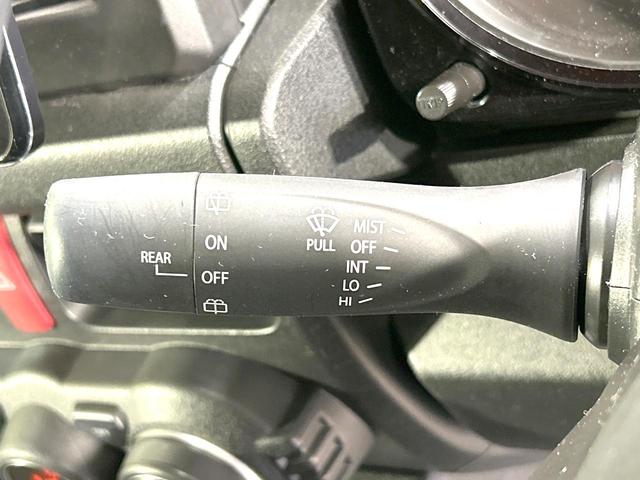 REAR
ON
OFF
PULL
MIST
OFF
INT
LO
HI